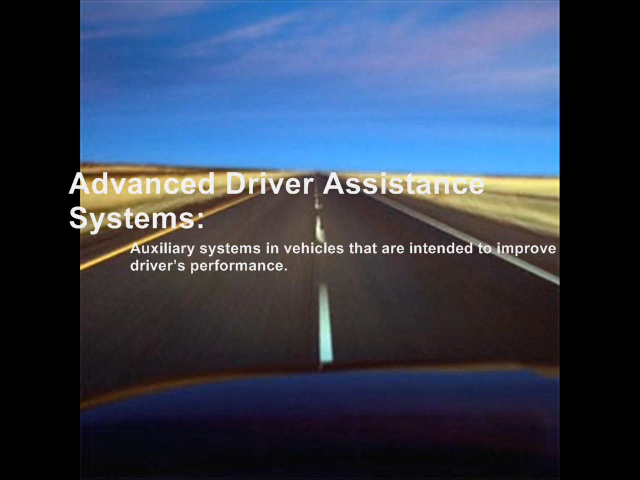 Advanced Driver Assistance
Systems:
Auxiliary systems in vehicles that are intended to improve
driver’s performance.